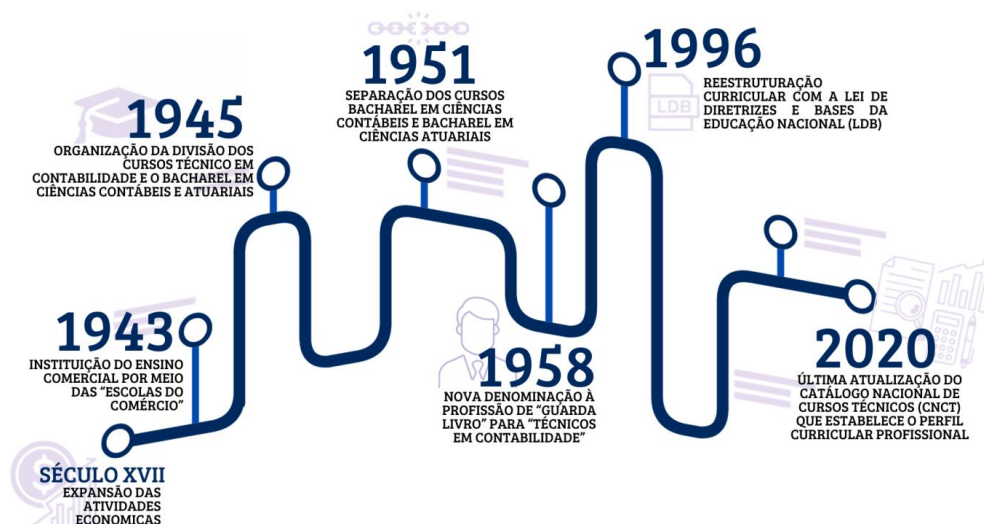 SÉCULO XVII
EXPANSÃO DAS
ATIVIDADES
ECONOMICAS
1943
INSTITUIÇÃO DO ENSINO
COMERCIAL POR MEIO
DAS “ESCOLAS DO
COMÉRCIO”
1945
ORGANIZAÇÃO DA DIVISÃO DOS
CURSOS TÉCNICO EM
CONTABILIDADE E O BACHAREL EM
CIÊNCIAS CONTÁBEIS E ATUARIAIS
1951
SEPARAÇÃO DOS CURSOS
BACHAREL EM CIÊNCIAS
CONTÁBEIS E BACHAREL EM
CIÊNCIAS ATUARIAIS
1958
NOVA DENOMINAÇÃO À
PROFISSÃO DE “GUARDA
LIVRO” PARA “TÉCNICOS
EM CONTABILIDADE”
1996
REESTRUTURAÇÃO
CURRICULAR COM A LEI DE
DIRETRIZES E BASES DA
EDUCAÇÃO NACIONAL (LDB)
LDB
2020
ÚLTIMA ATUALIZAÇÃO DO
CATÁLOGO NACIONAL DE
CURSOS TÉCNICOS (CNCT)
QUE ESTABELECE O PERFIL
CURRICULAR PROFISSIONAL